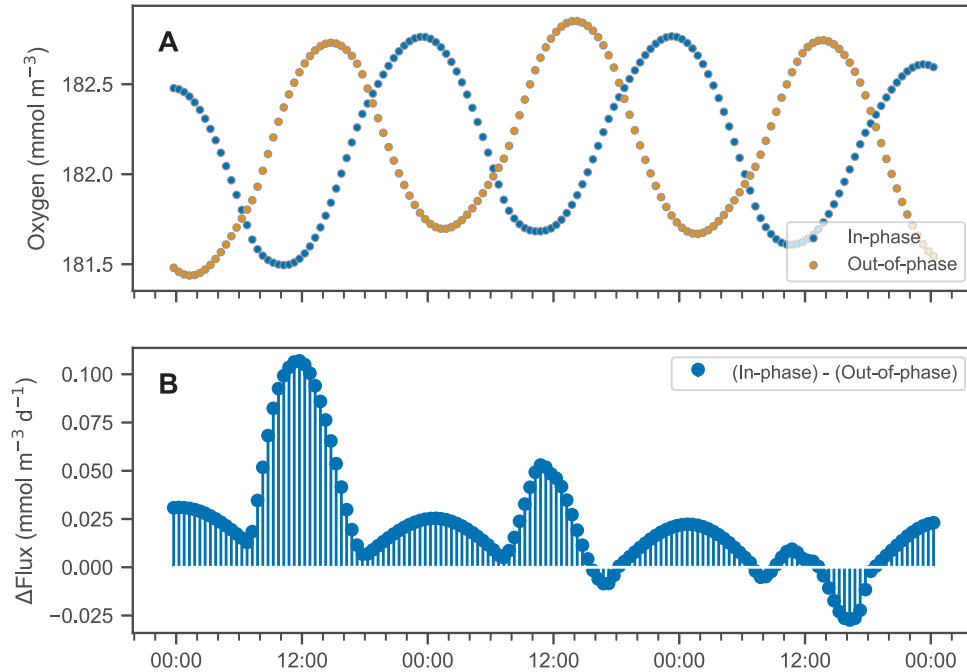 A
Oxygen (mmol m⁻³)
182.5
182.0
181.5
In-phase
Out-of-phase
B
(In-phase) - (Out-of-phase)
ΔFlux (mmol m⁻³ d⁻¹)
0.100
0.075
0.050
0.025
0.000
−0.025
00:00 12:00 00:00 12:00 00:00 12:00 00:00